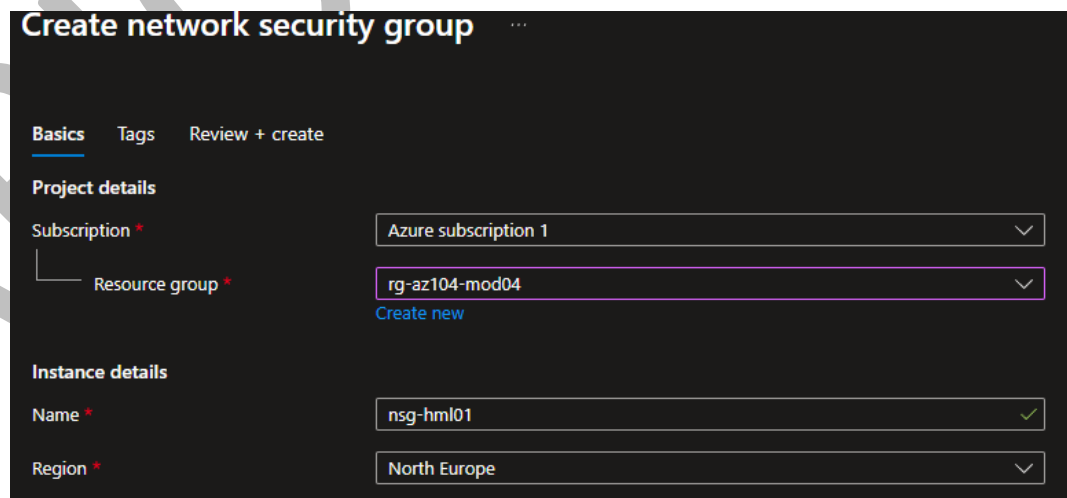 Create network security group ...
Basics Tags Review + create
Project details
Subscription * Azure subscription 1
Resource group * rg-az104-mod04
Create new
Instance details
Name * nsg-hml01
Region * North Europe